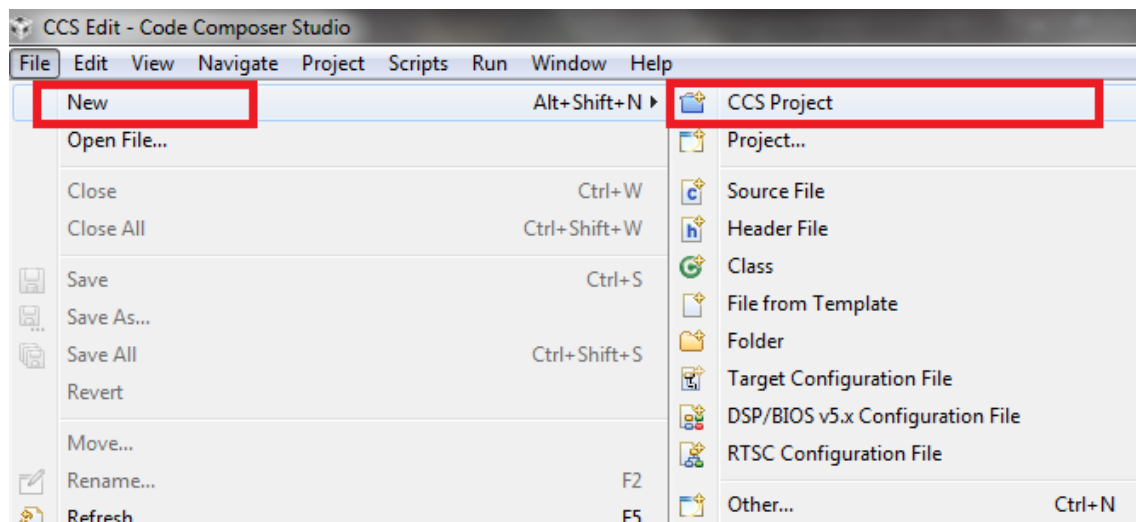 CCS Edit - Code Composer Studio
File Edit View Navigate Project Scripts Run Window Help
New Alt+Shift+N
Open File...
Close Ctrl+W
Close All Ctrl+Shift+W
Save Ctrl+S
Save As...
Save All Ctrl+Shift+S
Revert
Move...
Rename... F2
Refresh F5
CCS Project
Project...
Source File
Header File
Class
File from Template
Folder
Target Configuration File
DSP/BIOS v5.x Configuration File
RTSC Configuration File
Other... Ctrl+N